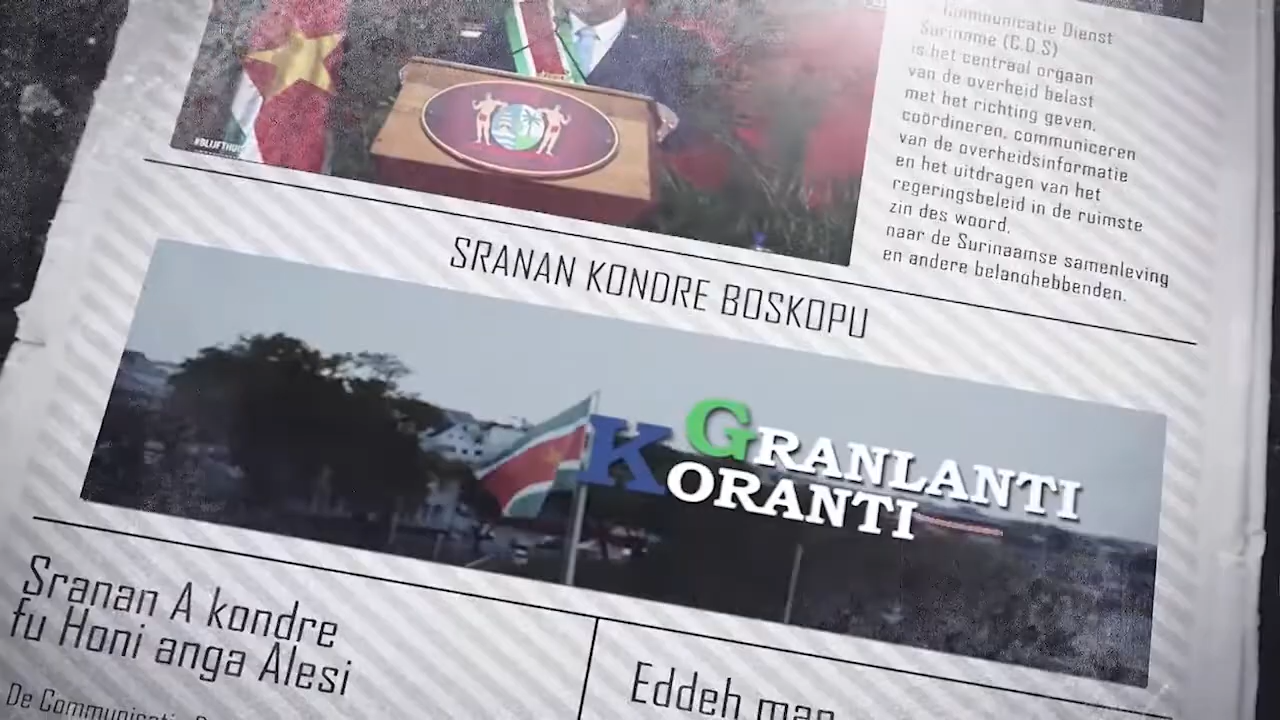 Communicatie Dienst
Suriname (C.D.S)
is het centraal orgaan
van de overheid belast
met het richting geven,
coördineren, communiceren
van de overheidsinformatie
en het uitdragen van het
regeringsbeleid in de ruimste
zin des woord,
naar de Surinaamse samenleving
en andere belanghebbenden.
SRANAN KONDRE BOSKOPU
GRANLANTI
KORANTI
Sranan A kondre
fu Honi anga Alesi
De
Eddeh man